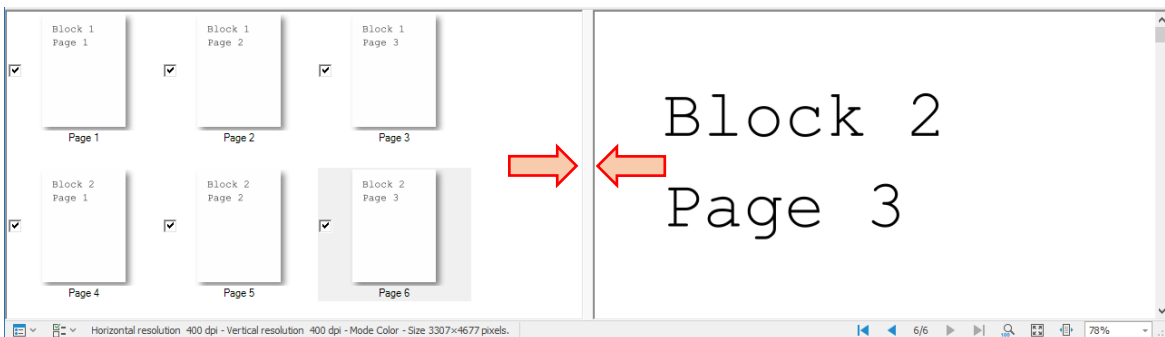 Block 1
Page 1
Block 1
Page 2
Block 1
Page 3
Page 1
Page 2
Page 3
Block 2
Page 1
Block 2
Page 2
Block 2
Page 3
Page 4
Page 5
Page 6
Block 2
Page 3
Horizontal resolution 400 dpi - Vertical resolution 400 dpi - Mode Color - Size 3307×4677 pixels.
6/6
100
78%